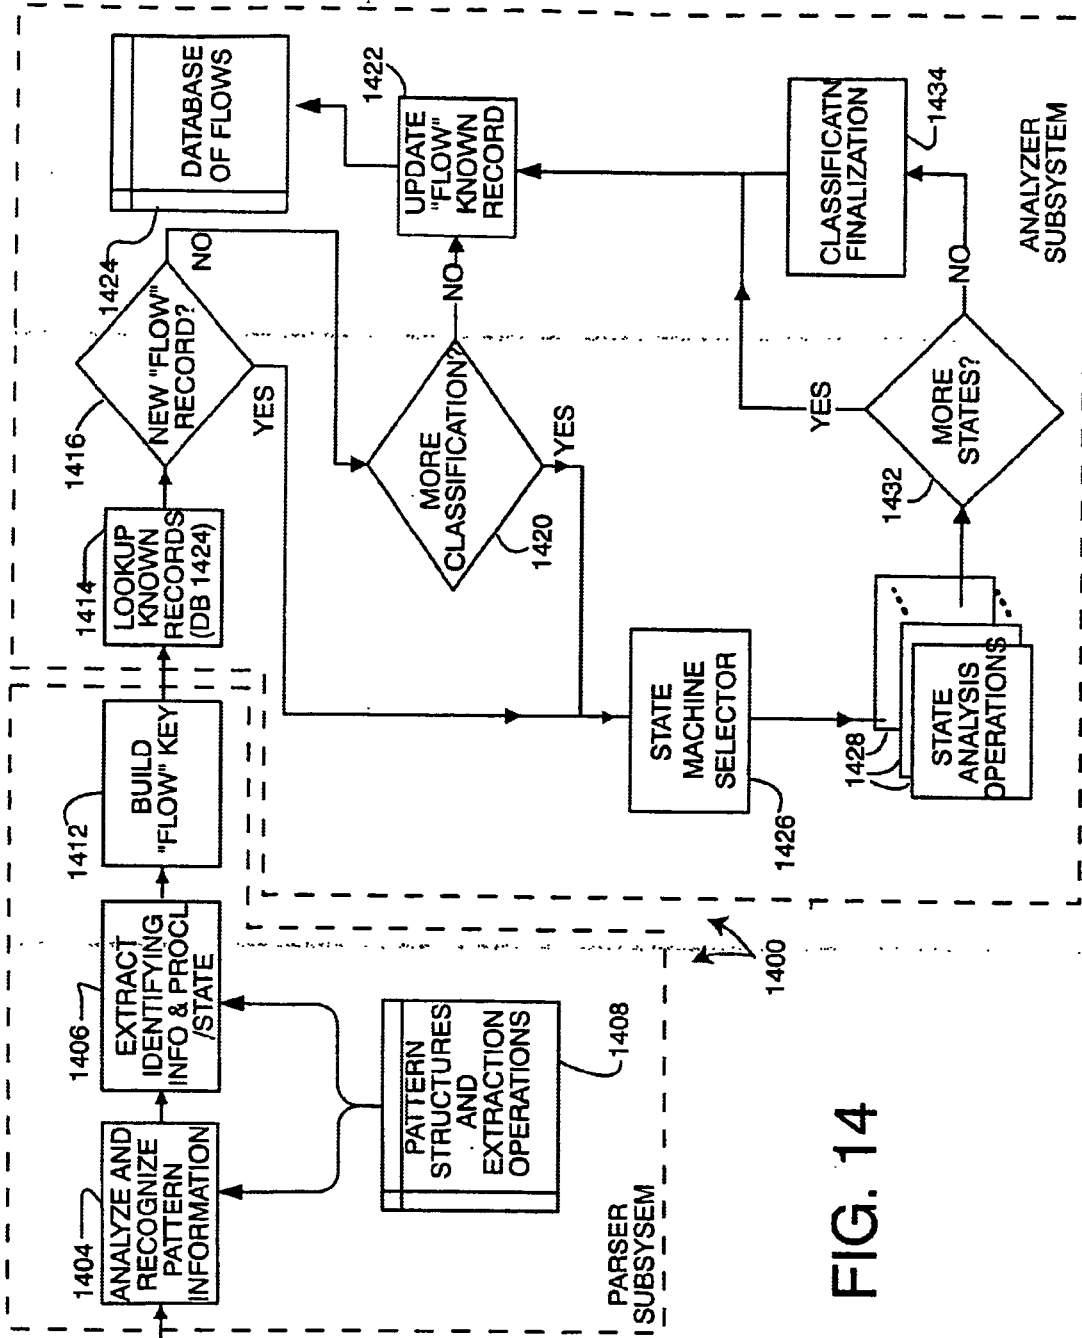 1404
ANALYZE AND
RECOGNIZE
PATTERN
INFORMATION
1406
EXTRACT
IDENTIFYING
INFO & PROCL
/STATE
1412
BUILD
"FLOW" KEY
1414
LOOKUP
KNOWN
RECORDS
(DB 1424)
1416
NEW "FLOW"
RECORD?
NO
YES
1424
DATABASE
OF FLOWS
PATTERN
STRUCTURES
AND
EXTRACTION
OPERATIONS
1408
PARSER
SUBSYSEM
MORE
CLASSIFICATION?
1420
NO
YES
UPDATE
"FLOW"
KNOWN
RECORD
1422
STATE
MACHINE
SELECTOR
1426
1428
STATE
ANALYSIS
OPERATIONS
1432
MORE
STATES?
YES
NO
CLASSIFICATN
FINALIZATION
1434
ANALYZER
SUBSYSTEM
1400
FIG. 14